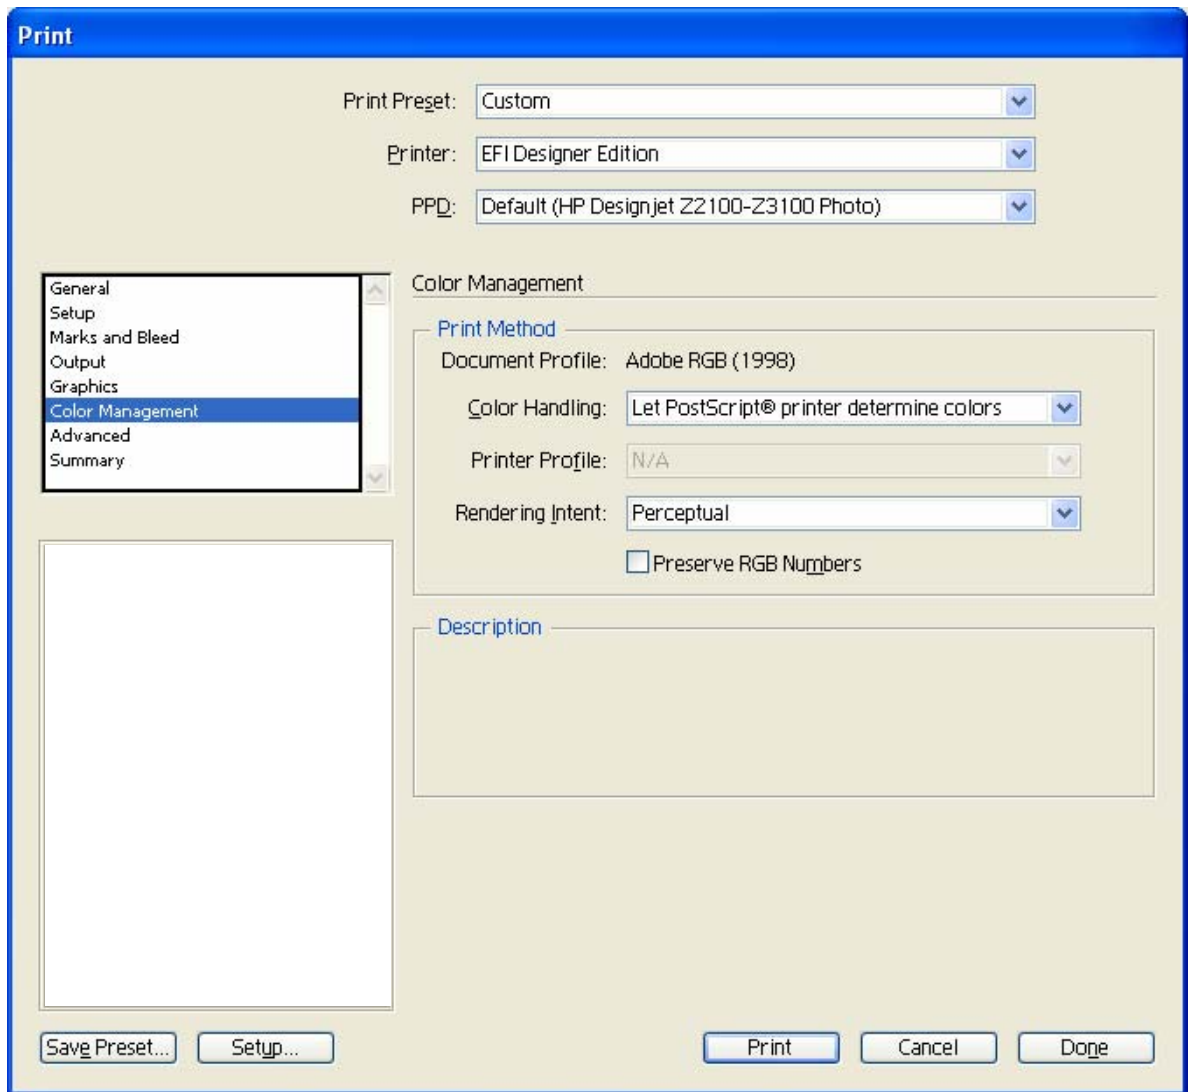 Print
Print Preset: Custom
Printer: EFI Designer Edition
PPD: Default (HP Designjet Z2100-Z3100 Photo)
General
Setup
Marks and Bleed
Output
Graphics
Color Management
Advanced
Summary
Color Management
Print Method
Document Profile: Adobe RGB (1998)
Color Handling: Let PostScript® printer determine colors
Printer Profile: N/A
Rendering Intent: Perceptual
Preserve RGB Numbers
Description
Save Preset... Setup... Print Cancel Done